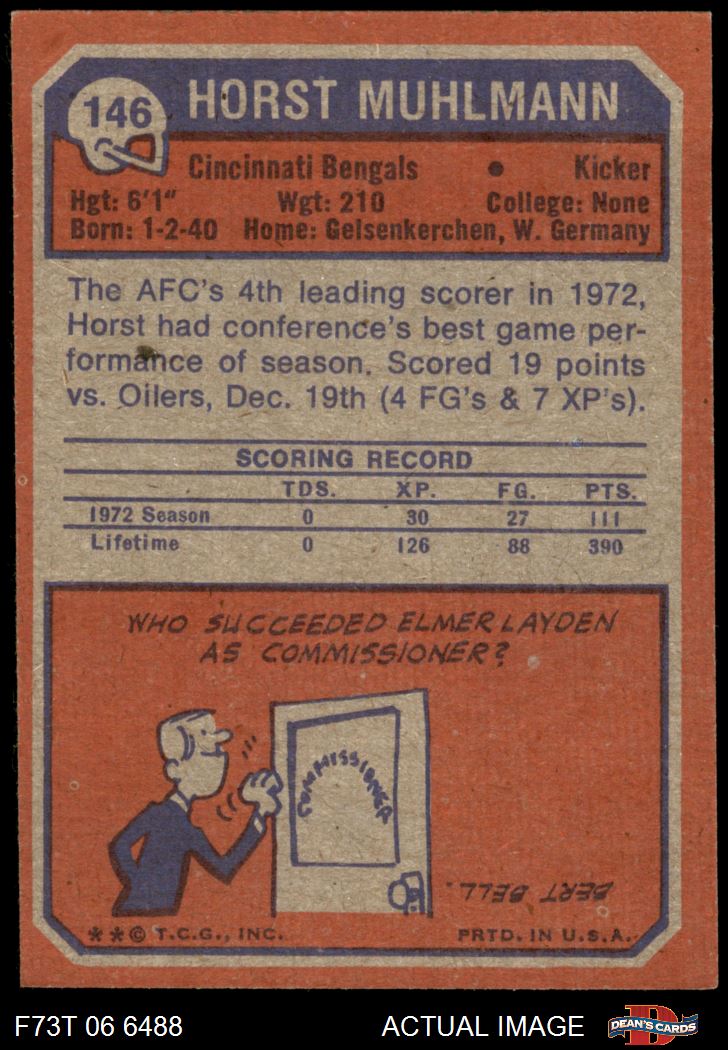 146
HORST MUHLMANN
Cincinnati Bengals • Kicker
Hgt: 6'1" Wgt: 210 College: None
Born: 1-2-40 Home: Gelsenkerchen, W. Germany
The AFC's 4th leading scorer in 1972,
Horst had conference's best game per-
formance of season. Scored 19 points
vs. Oilers, Dec. 19th (4 FG's & 7 XP's).
SCORING RECORD
TDS. XP. FG. PTS.
1972 Season 0 30 27 111
Lifetime 0 126 88 390
WHO SUCCEEDED ELMER LAYDEN
AS COMMISSIONER?
COMMISSIONER
BERT BELL.
**© T.C.G., INC. PRTD. IN U.S.A.
F73T 06 6488 ACTUAL IMAGE D DEAN'S CARDS